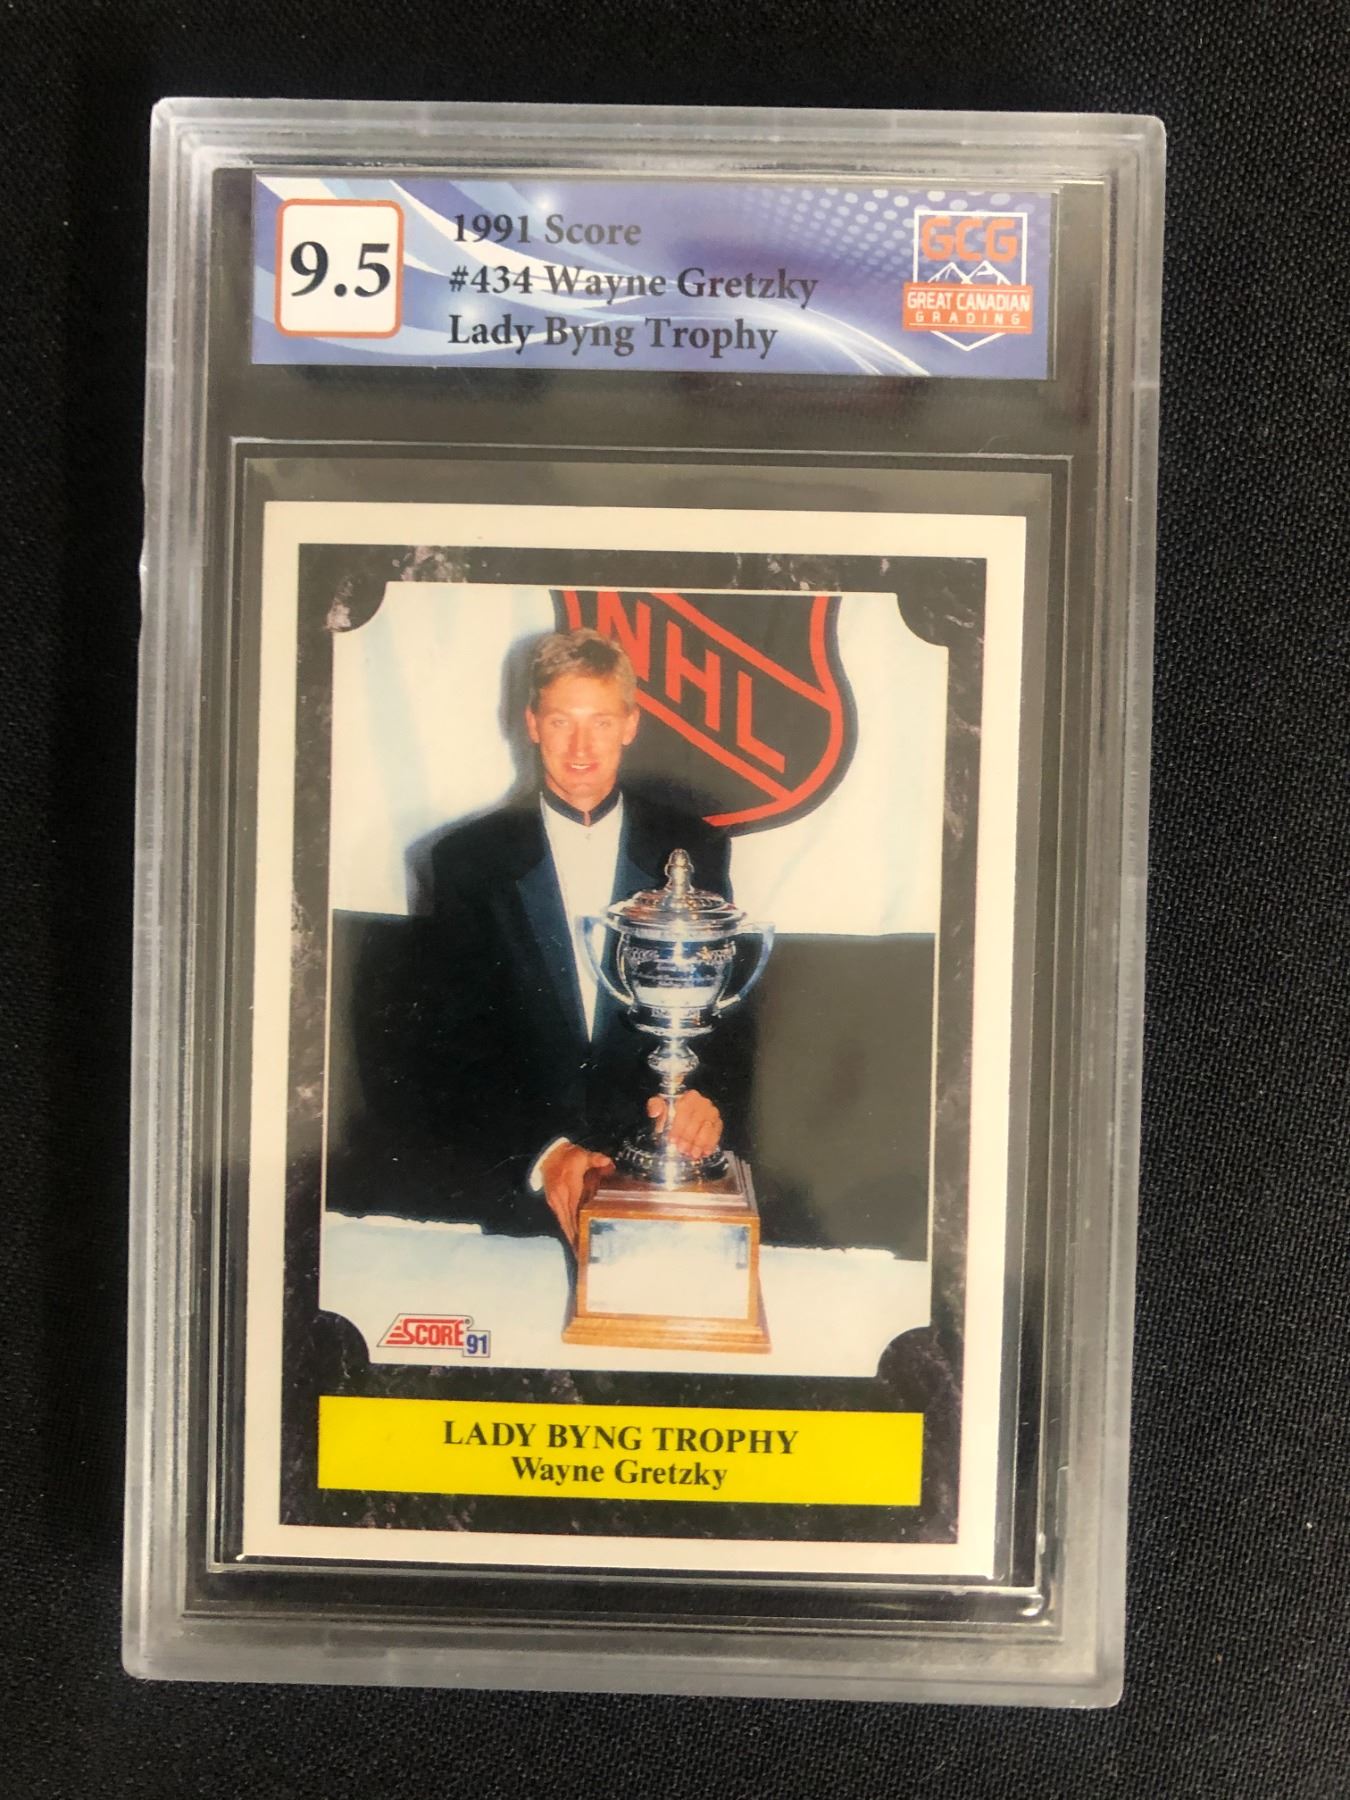 9.5
1991 Score
#434 Wayne Gretzky
Lady Byng Trophy
GCG
GREAT CANADIAN
GRADING
NHL
SCORE® 91
LADY BYNG TROPHY
Wayne Gretzky